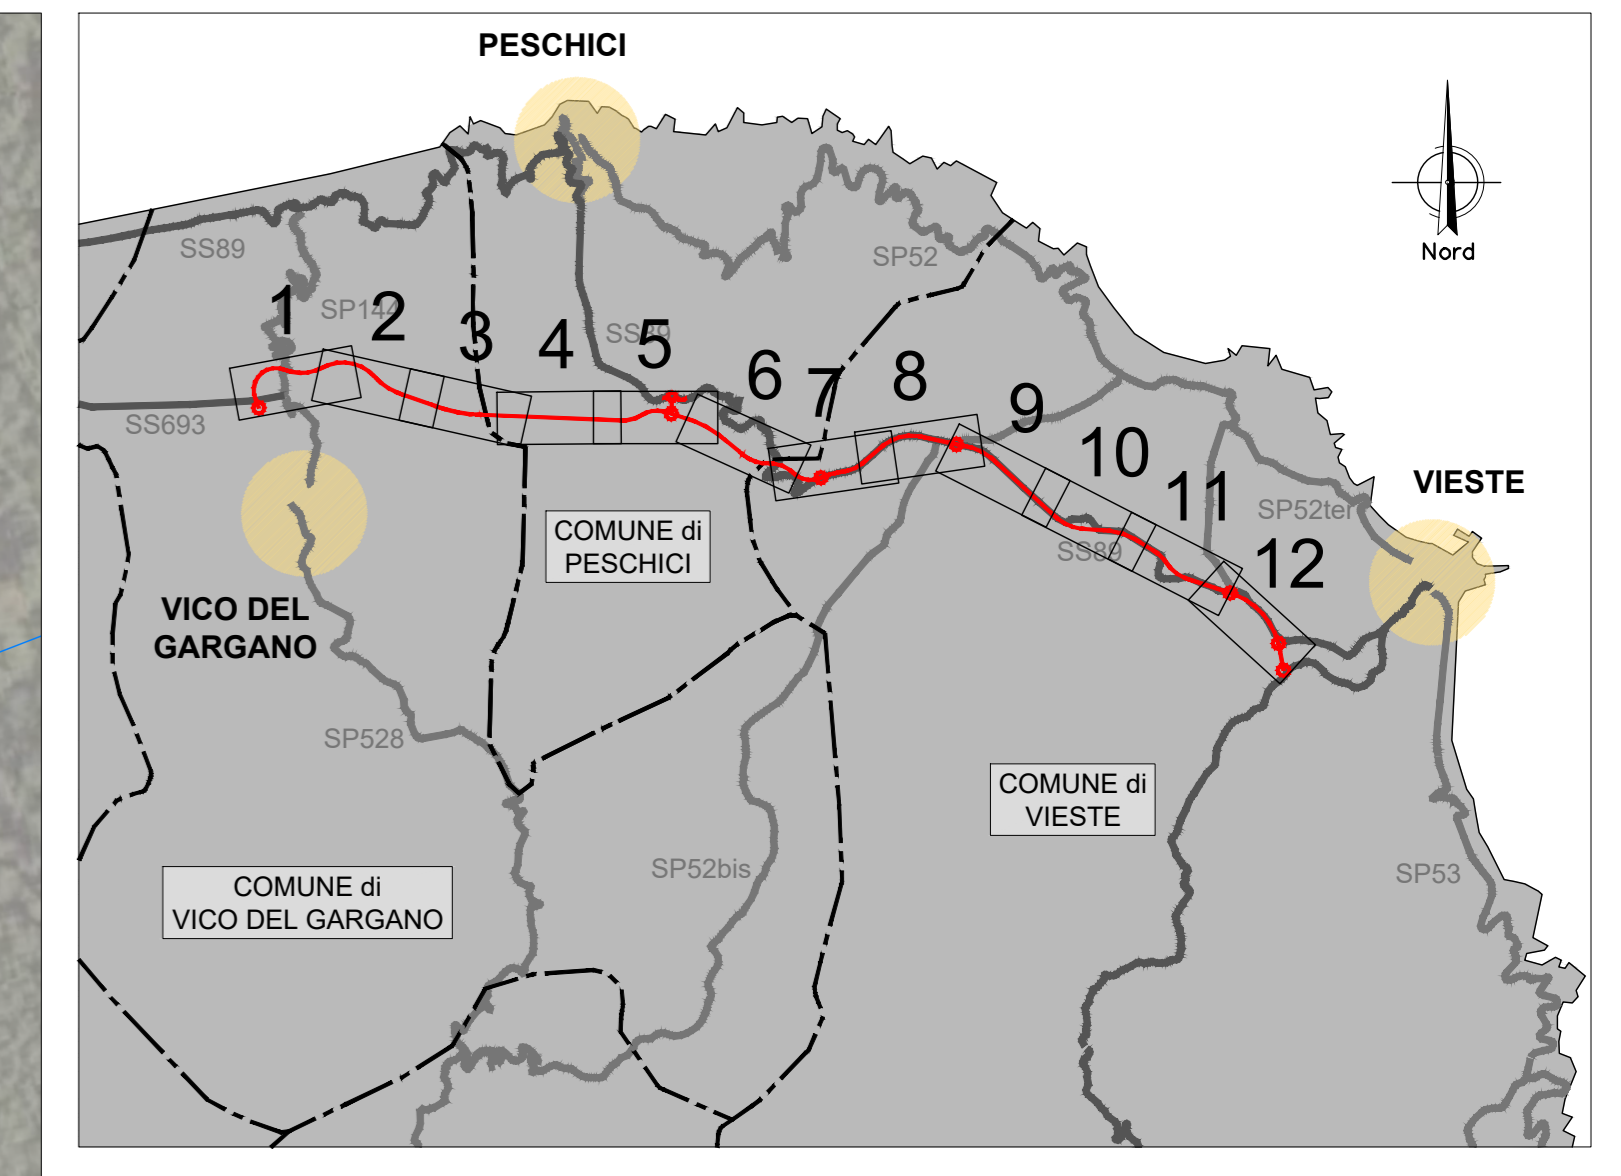 PESCHICI
Nord
SS89
SP52
1
SP144
2
3
4
SS89
5
6
7
8
9
10
11
12
SS693
SP52ter
VIESTE
SS89
COMUNE di
PESCHICI
VICO DEL
GARGANO
SP528
COMUNE di
VIESTE
SP52bis
SP53
COMUNE di
VICO DEL GARGANO